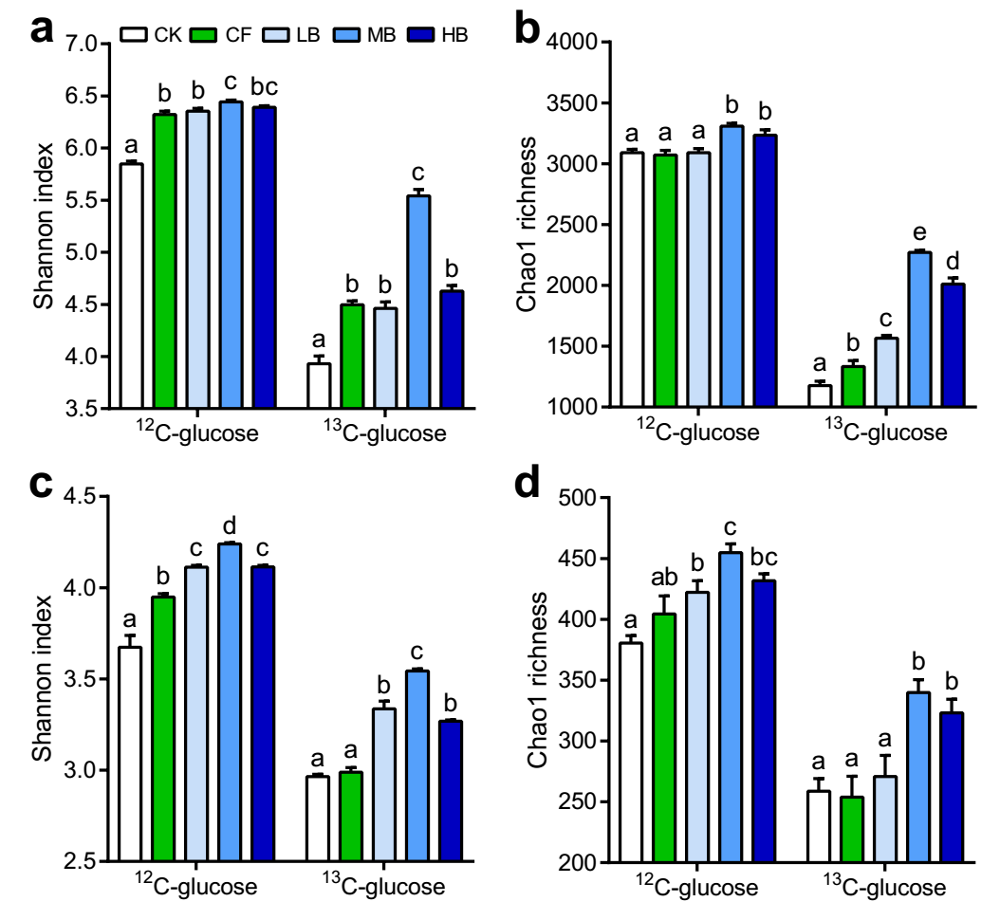 a
CK CF LB MB HB
Shannon index
7.0
6.5
6.0
5.5
5.0
4.5
4.0
3.5
a b b c bc
a b b c b
¹²C-glucose ¹³C-glucose
b
Chao1 richness
4000
3500
3000
2500
2000
1500
1000
a a a b b
a b c e d
¹²C-glucose ¹³C-glucose
c
Shannon index
4.5
4.0
3.5
3.0
2.5
a b c d c
a a b c b
¹²C-glucose ¹³C-glucose
d
Chao1 richness
500
450
400
350
300
250
200
a ab b c bc
a a a b b
¹²C-glucose ¹³C-glucose